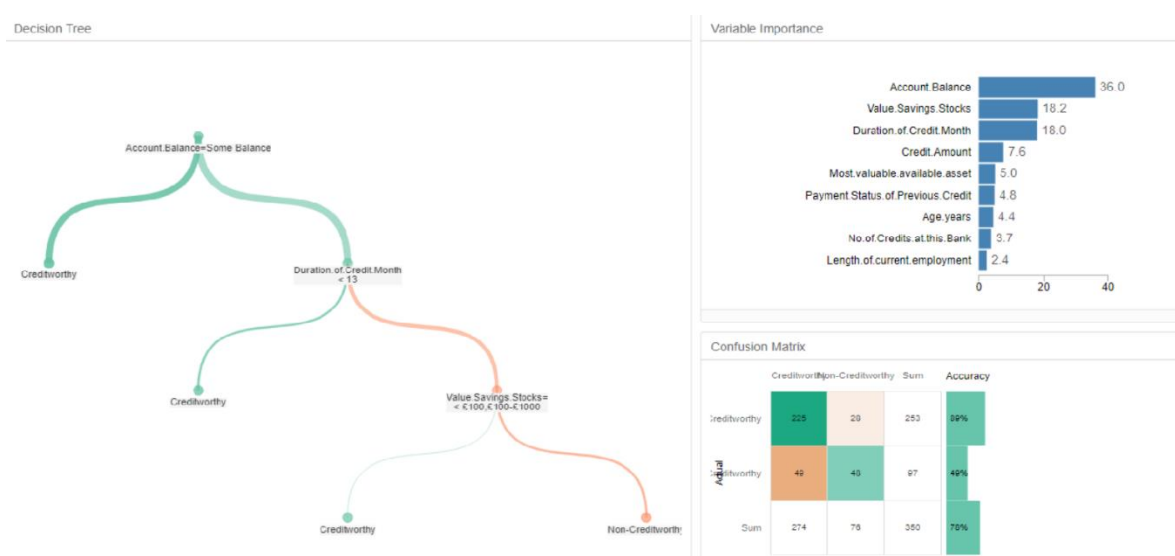 Decision Tree
Account.Balance=Some Balance
Creditworthy
Duration.of.Credit.Month
< 13
Creditworthy
Value.Savings.Stocks=
< £100,£100-£1000
Creditworthy
Non-Creditworthy
Variable Importance
Account.Balance 36.0
Value.Savings.Stocks 18.2
Duration.of.Credit.Month 18.0
Credit.Amount 7.6
Most.valuable.available.asset 5.0
Payment.Status.of.Previous.Credit 4.8
Age.years 4.4
No.of.Credits.at.this.Bank 3.7
Length.of.current.employment 2.4
0 20 40
Confusion Matrix
Creditworthy Non-Creditworthy Sum Accuracy
Creditworthy 225 28 253 89%
Actual
Creditworthy 49 48 97 49%
Sum 274 76 350 78%